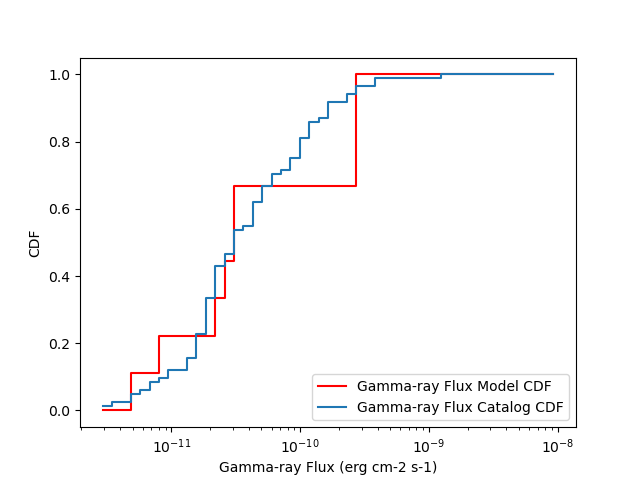 1.0
0.8
0.6
0.4
0.2
0.0
CDF
10⁻¹¹ 10⁻¹⁰ 10⁻⁹ 10⁻⁸
Gamma-ray Flux (erg cm-2 s-1)
Gamma-ray Flux Model CDF
Gamma-ray Flux Catalog CDF